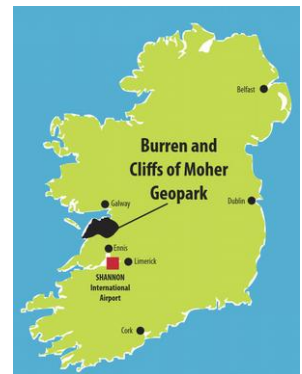 Belfast
Burren and
Cliffs of Moher
Geopark
Galway
Dublin
Ennis
Limerick
SHANNON
International
Airport
Cork